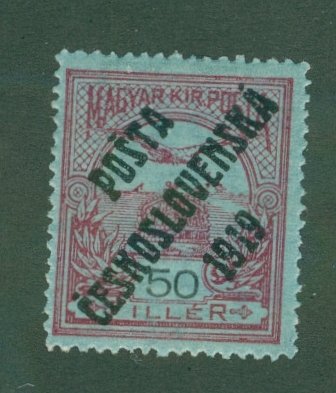 MAGYAR KIR. POSTA
POSTA
ČESKOSLOVENSKÁ
1919
50
FILLÉR